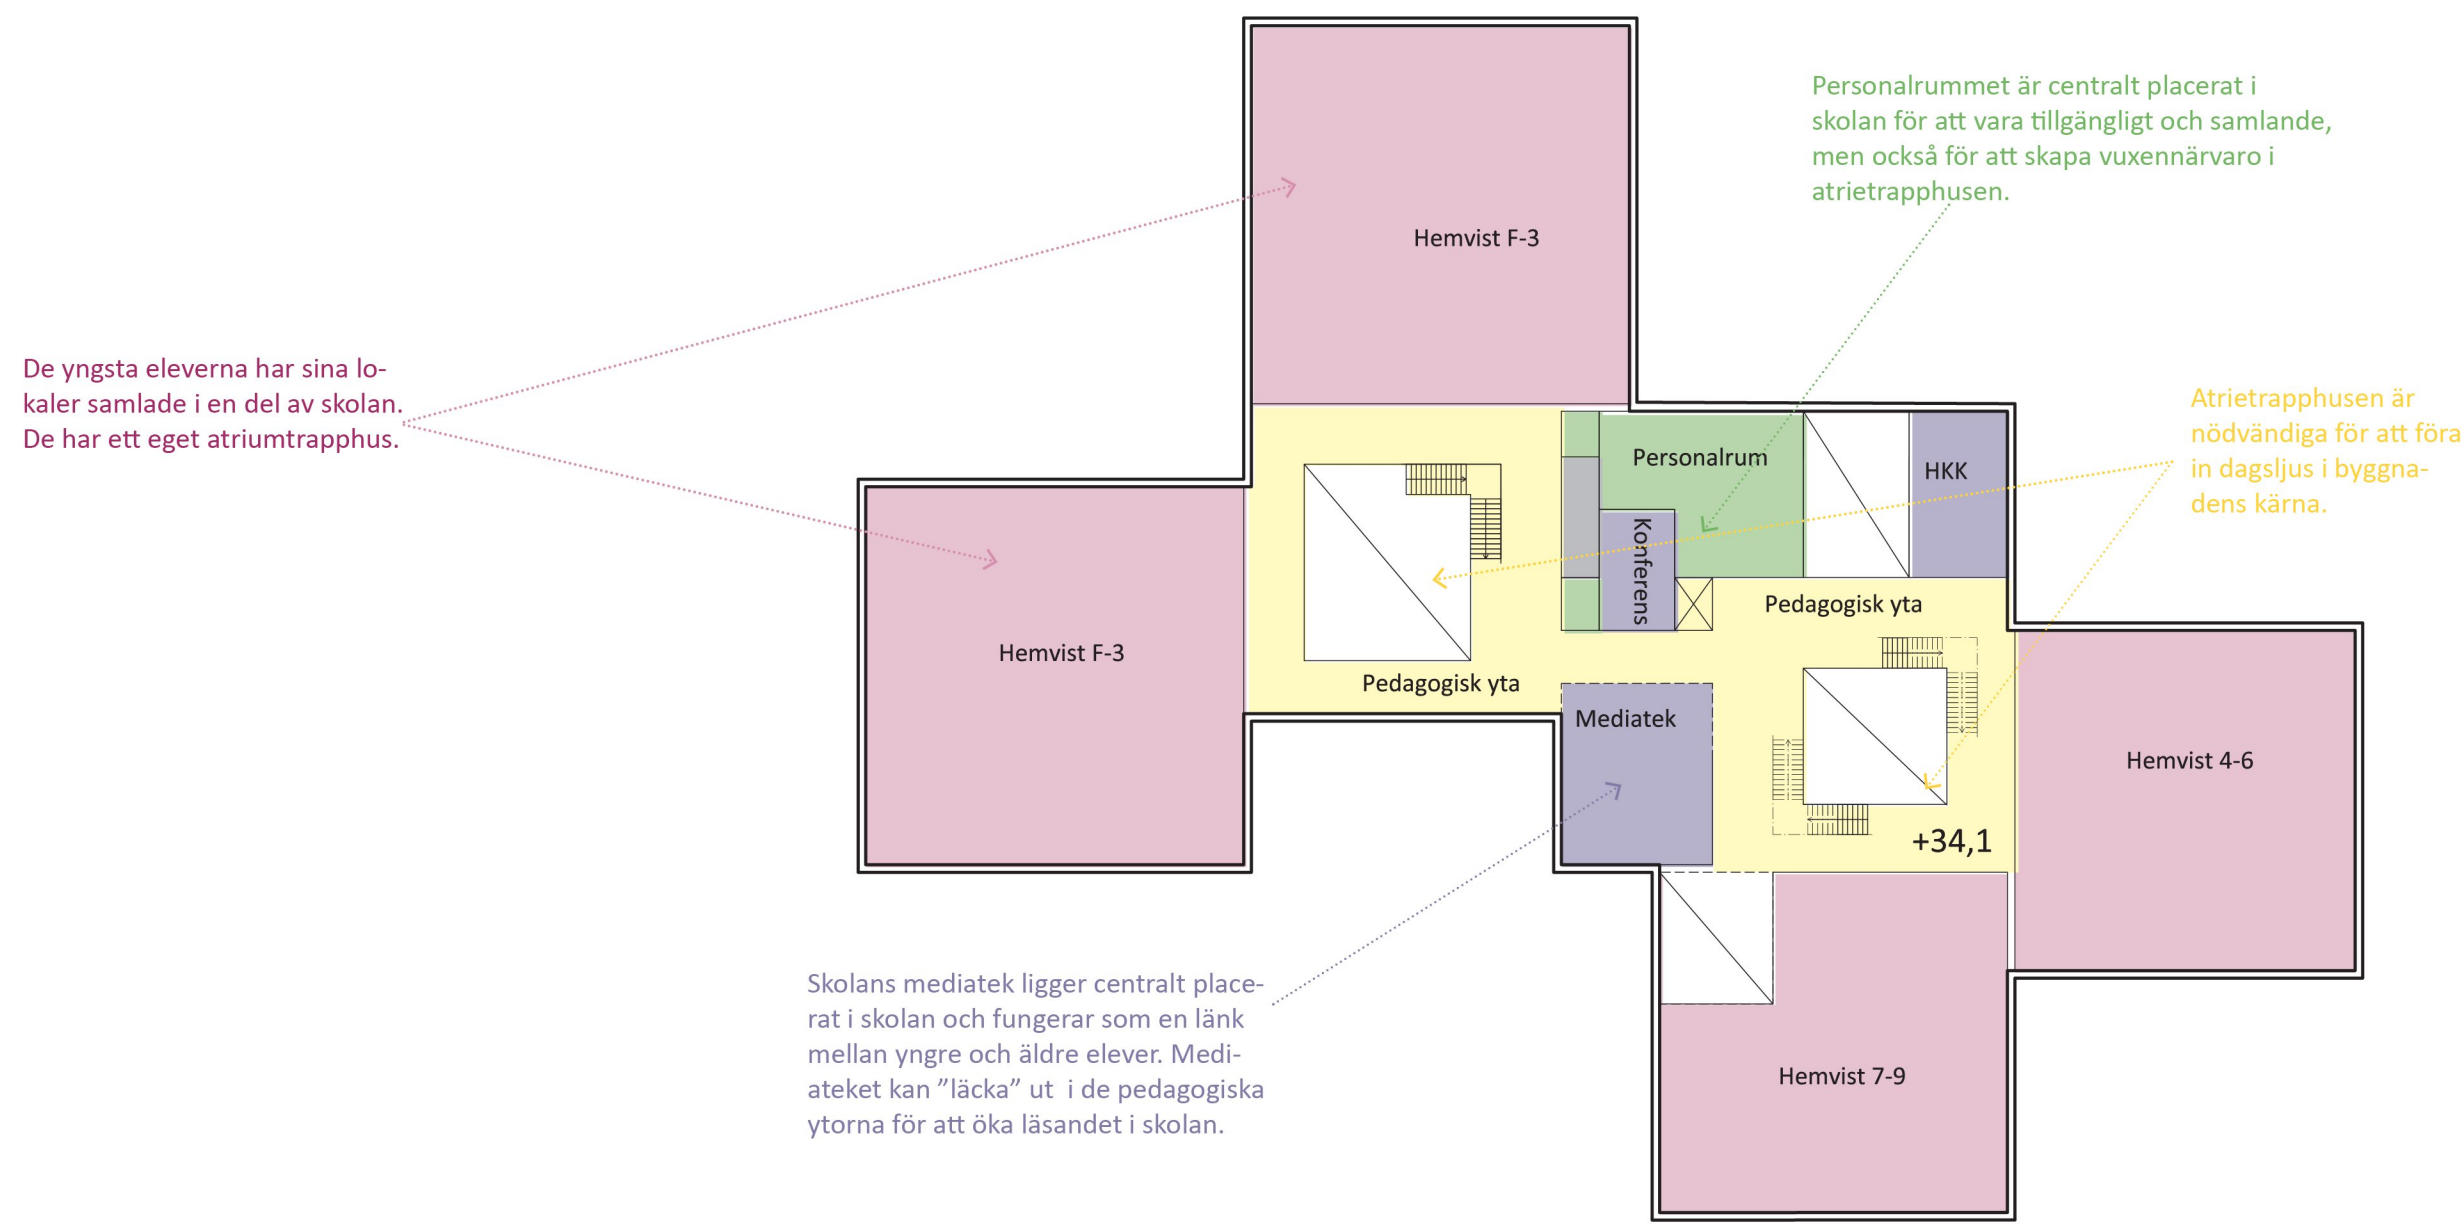 Personalrummet är centralt placerat i
skolan för att vara tillgängligt och samlande,
men också för att skapa vuxennärvaro i
atrietrapphusen.
Hemvist F-3
De yngsta eleverna har sina lo-
kaler samlade i en del av skolan.
De har ett eget atriumtrapphus.
Atrietrapphusen är
nödvändiga för att föra
in dagsljus i byggna-
dens kärna.
Personalrum
HKK
Konferens
Pedagogisk yta
Hemvist F-3
Pedagogisk yta
Mediatek
Hemvist 4-6
+34,1
Skolans mediatek ligger centralt place-
rat i skolan och fungerar som en länk
mellan yngre och äldre elever. Medi-
ateket kan ”läcka” ut  i de pedagogiska
ytorna för att öka läsandet i skolan.
Hemvist 7-9